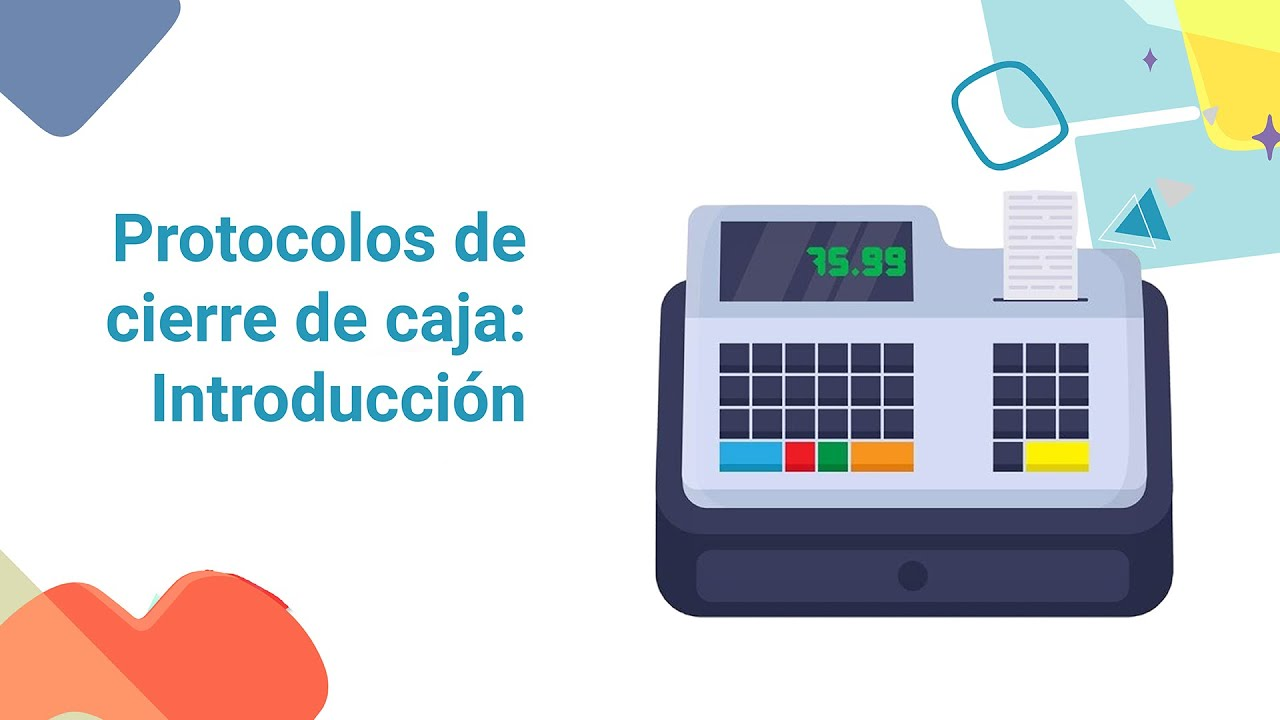 Protocolos de
cierre de caja:
Introducción
75.99